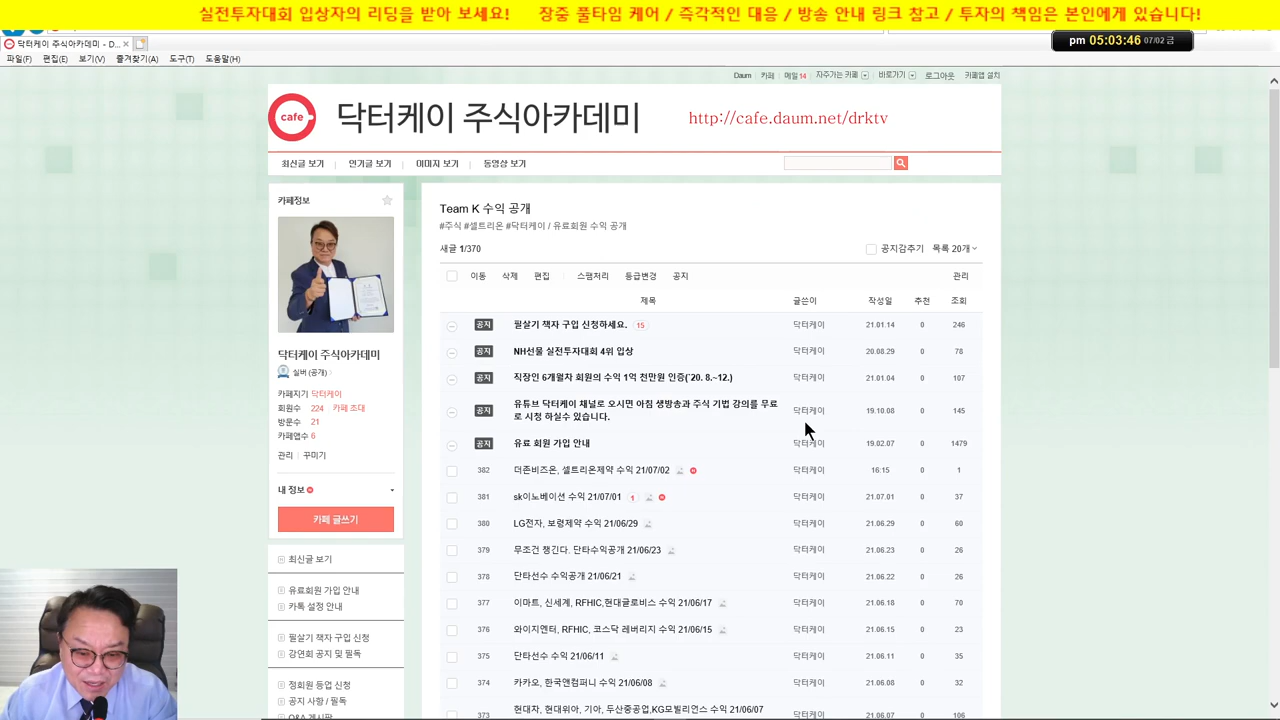 실전투자대회 입상자의 리딩을 받아 보세요! 장중 풀타임 케어 / 즉각적인 대응 / 방송 안내 링크 참고 / 투자의 책임은 본인에게 있습니다!
닥터케이 주식아카데미 - D...
pm 05:03:46 07/02 금
파일(F) 편집(E) 보기(V) 즐겨찾기(A) 도구(T) 도움말(H)
Daum 카페 메일 14 자주가는 카페 바로가기 로그아웃 카페앱 설치
cafe 닥터케이 주식아카데미 http://cafe.daum.net/drktv
최신글 보기 인기글 보기 이미지 보기 동영상 보기
카페정보
닥터케이 주식아카데미
실버 (공개)
카페지기 닥터케이
회원수 224 카페 초대
방문수 21
카페앱수 6
관리 꾸미기
내 정보
카페 글쓰기
최신글 보기
유료회원 가입 안내
카톡 설정 안내
필살기 책자 구입 신청
강연회 공지 및 필독
정회원 등업 신청
공지 사항 / 필독
Q&A 게시판
Team K 수익 공개
#주식 #셀트리온 #닥터케이 / 유료회원 수익 공개
새글 1/370 공지감추기 목록 20개
이동 삭제 편집 스팸처리 등급변경 공지 관리
제목 글쓴이 작성일 추천 조회
공지 필살기 책자 구입 신청하세요. 15 닥터케이 21.01.14 0 246
공지 NH선물 실전투자대회 4위 입상 닥터케이 20.08.29 0 78
공지 직장인 6개월차 회원의 수익 1억 천만원 인증(`20. 8.~12.) 닥터케이 21.01.04 0 107
공지 유튜브 닥터케이 채널로 오시면 아침 생방송과 주식 기법 강의를 무료
로 시청 하실수 있습니다. 닥터케이 19.10.08 0 145
공지 유료 회원 가입 안내 닥터케이 19.02.07 0 1479
382 더존비즈온, 셀트리온제약 수익 21/07/02 닥터케이 16:15 0 1
381 sk이노베이션 수익 21/07/01 1 닥터케이 21.07.01 0 37
380 LG전자, 보령제약 수익 21/06/29 닥터케이 21.06.29 0 60
379 무조건 챙긴다. 단타수익공개 21/06/23 닥터케이 21.06.23 0 26
378 단타선수 수익공개 21/06/21 닥터케이 21.06.22 0 26
377 이마트, 신세계, RFHIC,현대글로비스 수익 21/06/17 닥터케이 21.06.18 0 70
376 와이지엔터, RFHIC, 코스닥 레버리지 수익 21/06/15 닥터케이 21.06.15 0 23
375 단타선수 수익 21/06/11 닥터케이 21.06.11 0 35
374 카카오, 한국앤컴퍼니 수익 21/06/08 닥터케이 21.06.08 0 32
373 현대차, 현대위아, 기아, 두산중공업,KG모빌리언스 수익 21/06/07 닥터케이 21.06.07 0 106